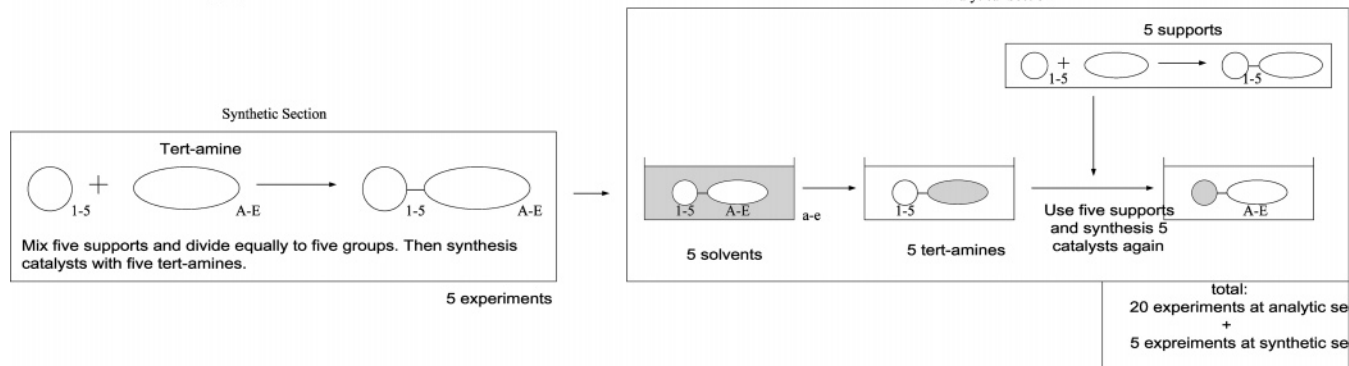 5 supports
+
1-5
1-5
Synthetic Section
Tert-amine
+
1-5
A-E
1-5
A-E
Mix five supports and divide equally to five groups. Then synthesis
catalysts with five tert-amines.
5 experiments
1-5
A-E
a-e
5 solvents
1-5
5 tert-amines
Use five supports
and synthesis 5
catalysts again
A-E
total:
20 experiments at analytic se
+
5 expreiments at synthetic se